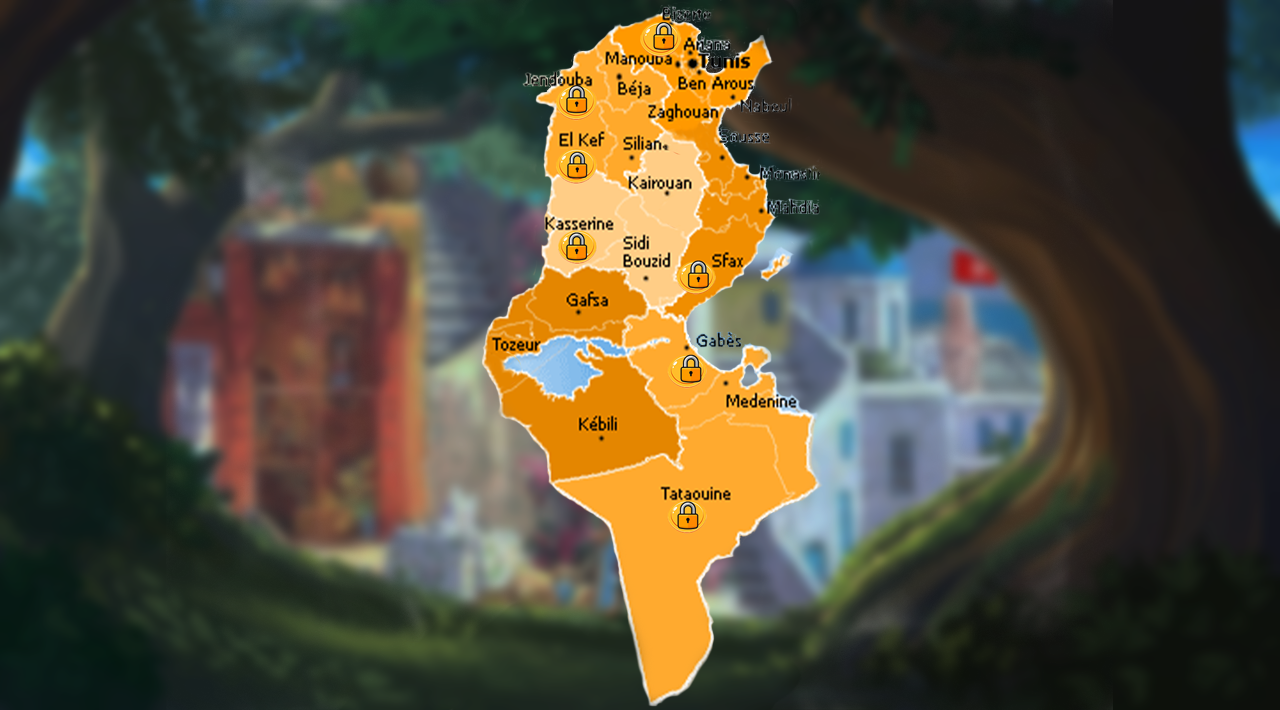 Ariana
Manouba
Tunis
Jendouba
Béja
Ben Arous
Zaghouan
Nabeul
El Kef
Silian
Sousse
Kairouan
Monastir
Mahdia
Kasserine
Sidi
Bouzid
Sfax
Gafsa
Tozeur
Gabès
Medenine
Kébili
Tataouine